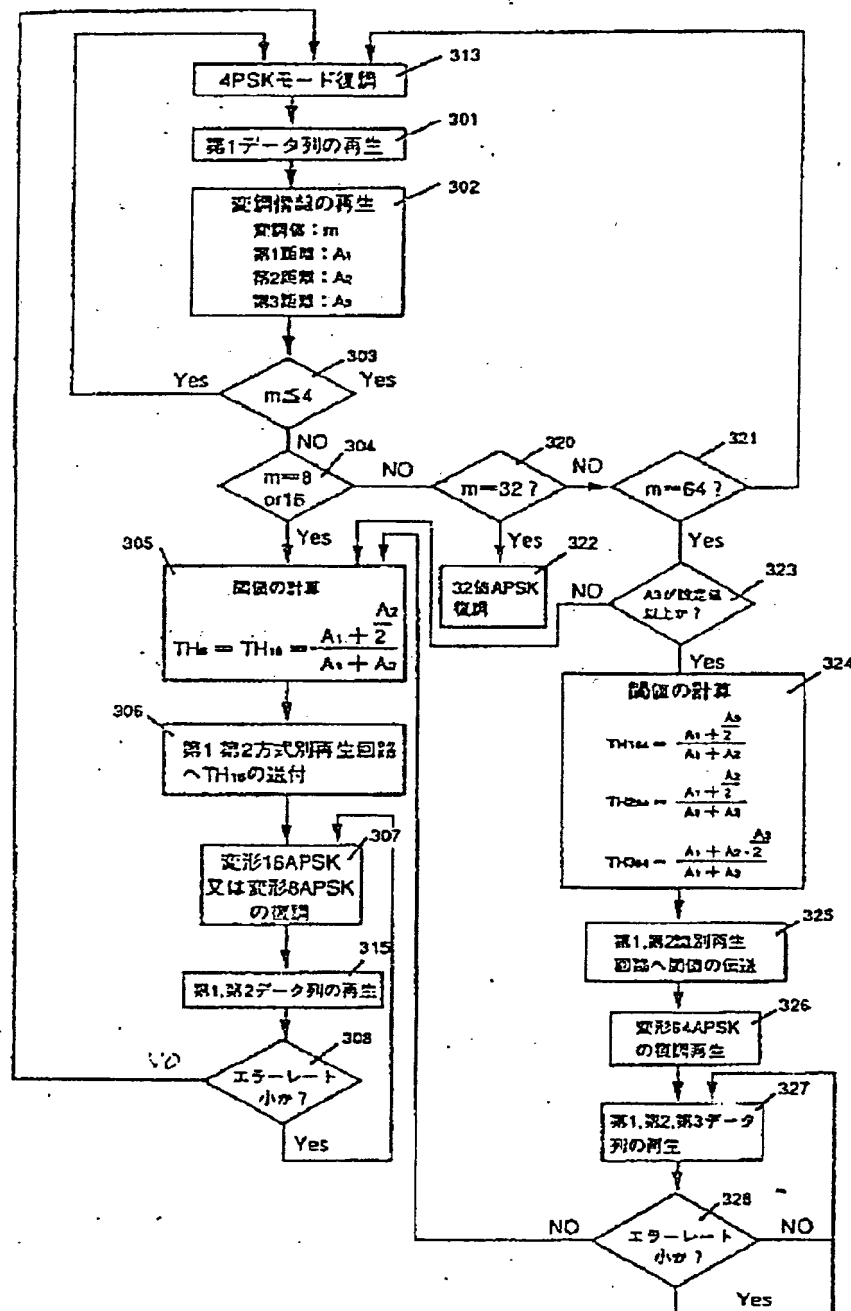 313
4PSKモード復調
301
第1データ列の再生
302
変調情報の再生
変調値：m
第1距離：A₁
第2距離：A₂
第3距離：A₃
303
Yes
m≦4
Yes
NO
304
m=8
or16
NO
320
m=32？
NO
321
m=64？
Yes
Yes
322
32値APSK
復調
Yes
323
A3が設定値
以上か？
NO
Yes
305
閾値の計算
TH₈ = TH₁₆ = A₁ + A₂/2
A₁ + A₂
306
第1 第2方式別再生回路
へTH₁₆の送付
307
変形16APSK
又は変形8APSK
の復調
315
第1,第2データ列の再生
308
エラーレート
小か？
NO
Yes
324
閾値の計算
325
第1,第2識別再生
回路へ閾値の伝送
326
変形64APSK
の復調再生
327
第1,第2,第3データ
列の再生
328
エラーレート
小か？
NO
NO
Yes